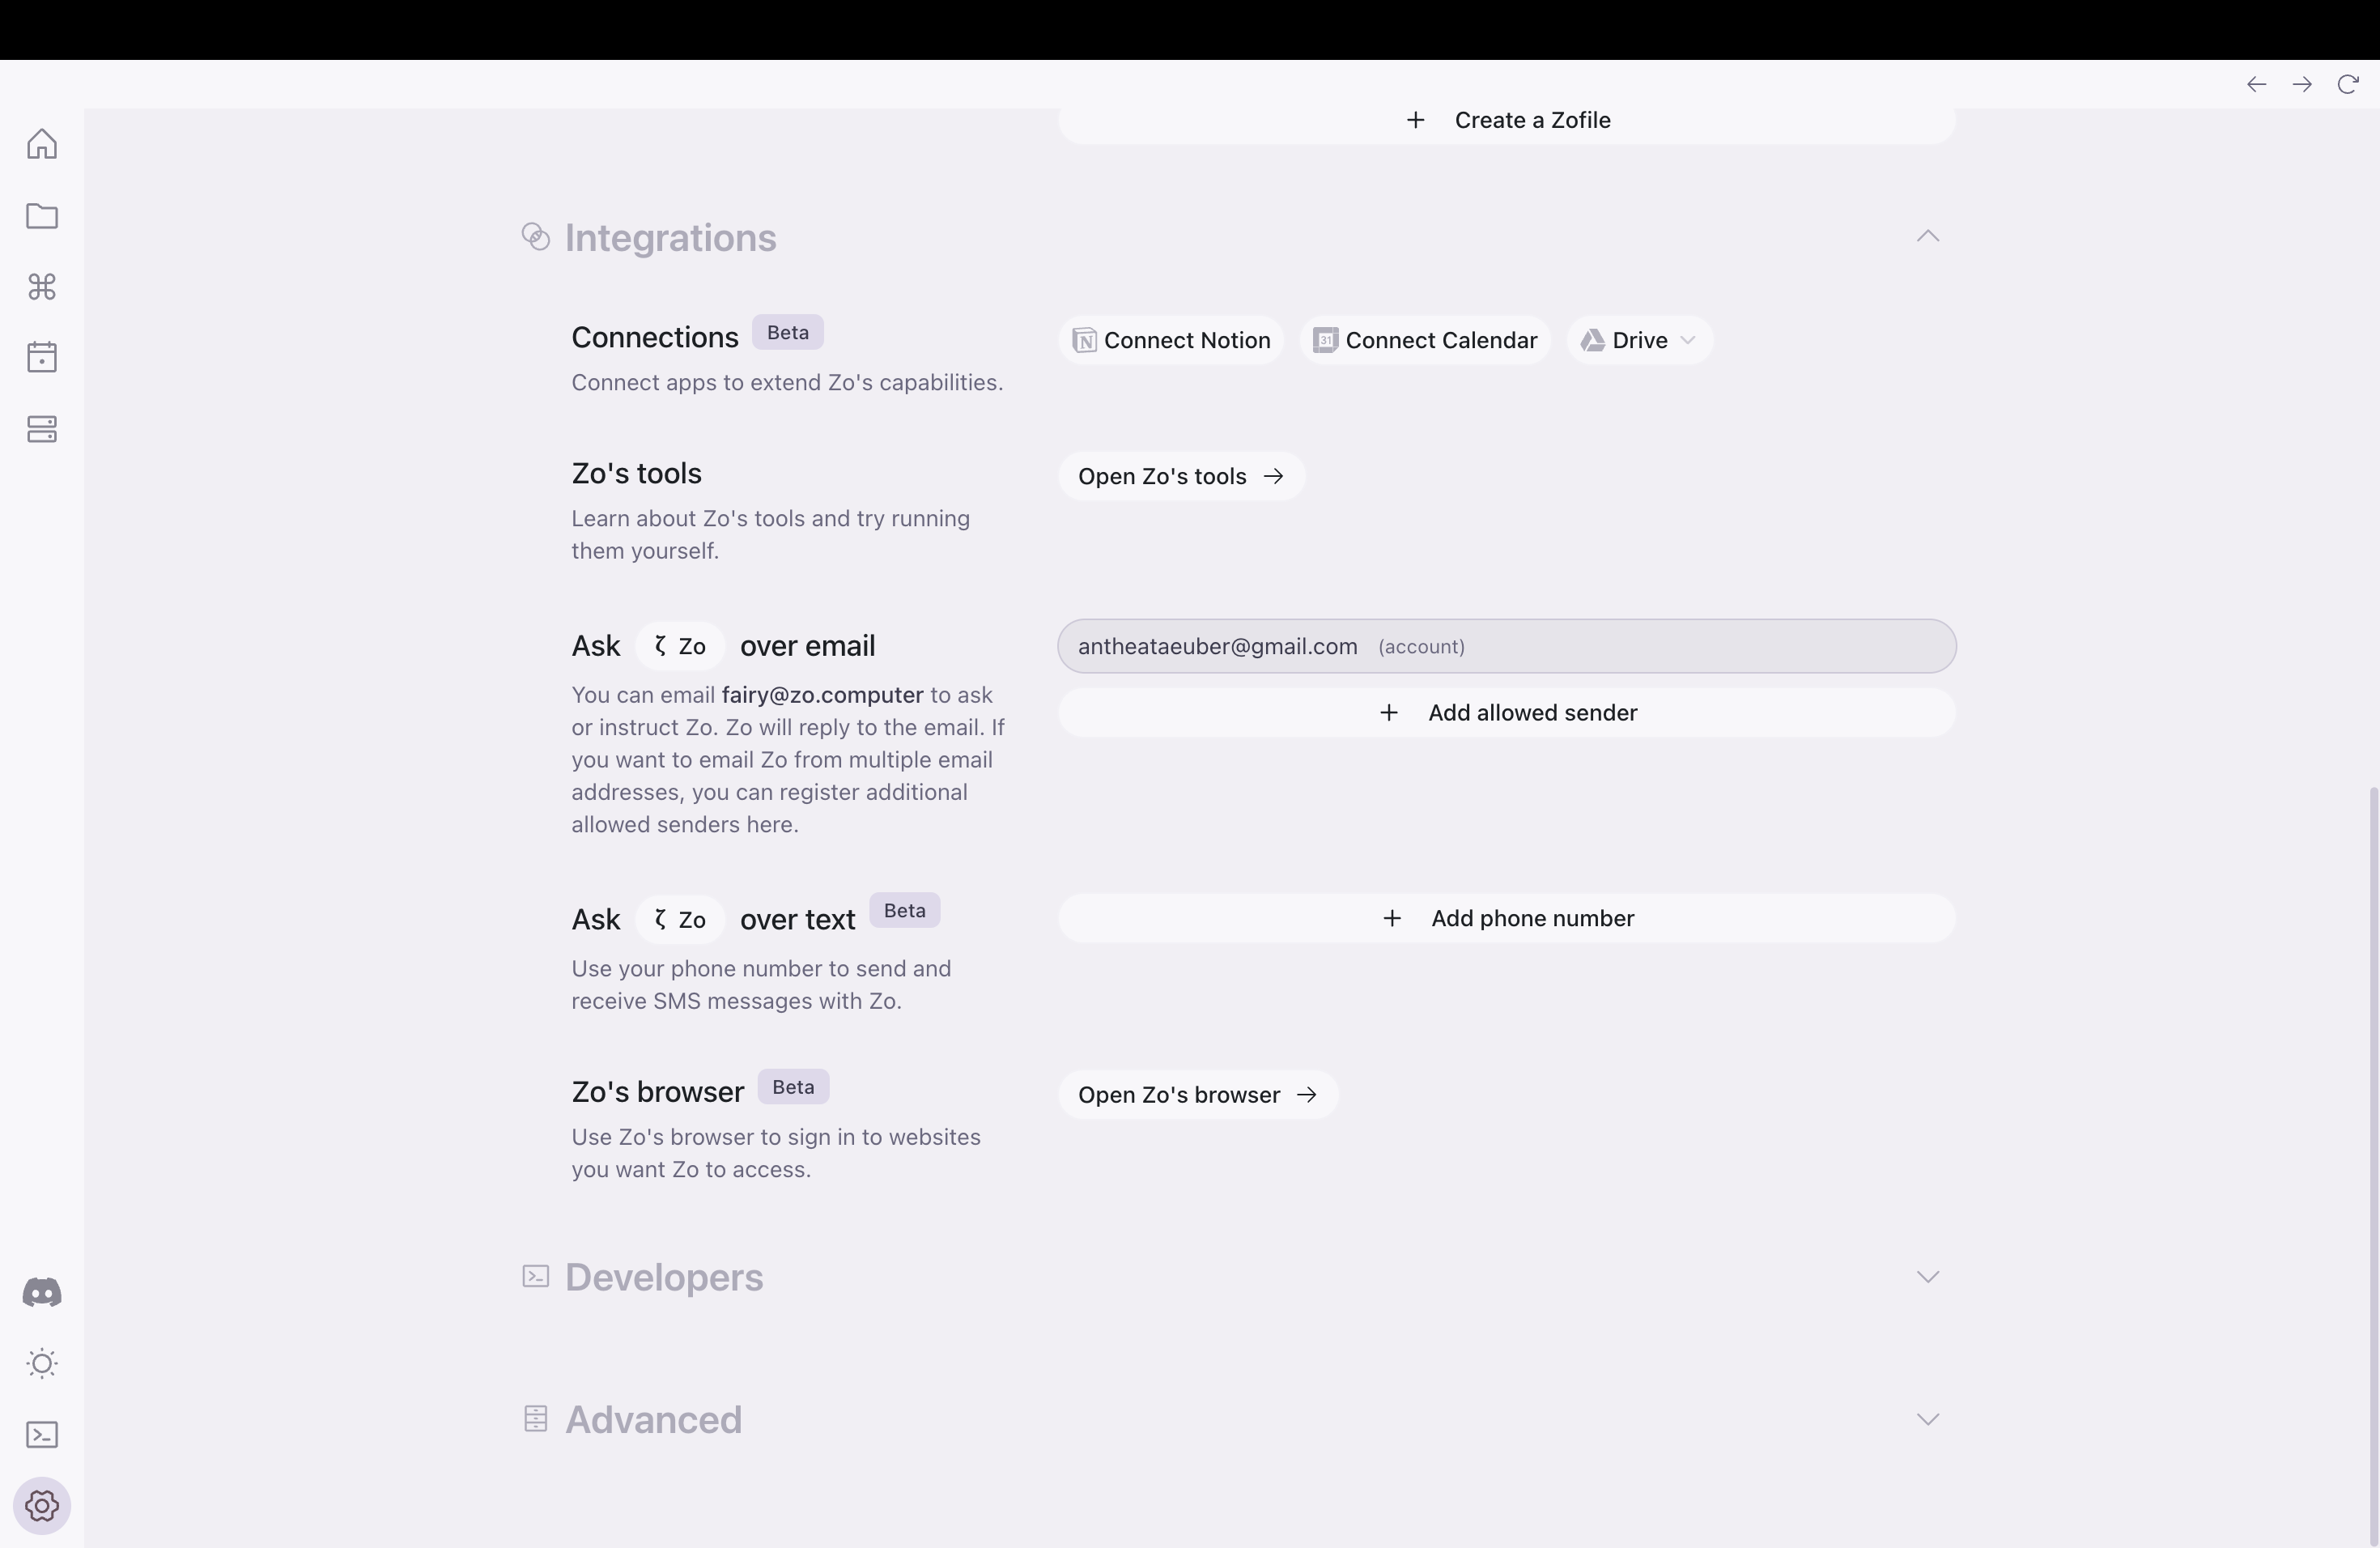 + Create a Zofile
Integrations
Connections Beta
Connect apps to extend Zo's capabilities.
Connect Notion
31 Connect Calendar
Drive
Zo's tools
Learn about Zo's tools and try running
them yourself.
Open Zo's tools →
Ask ζ Zo over email
You can email fairy@zo.computer to ask
or instruct Zo. Zo will reply to the email. If
you want to email Zo from multiple email
addresses, you can register additional
allowed senders here.
antheataeuber@gmail.com (account)
+ Add allowed sender
Ask ζ Zo over text Beta
Use your phone number to send and
receive SMS messages with Zo.
+ Add phone number
Zo's browser Beta
Use Zo's browser to sign in to websites
you want Zo to access.
Open Zo's browser →
Developers
Advanced